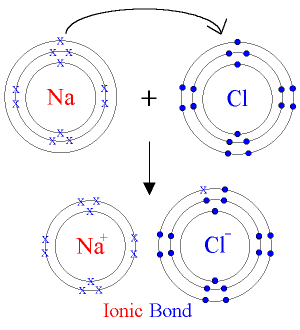 Na + Cl
Na+ Cl-
Ionic Bond